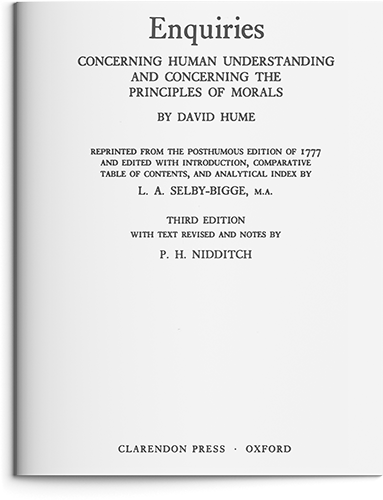 Enquiries
CONCERNING HUMAN UNDERSTANDING
AND CONCERNING THE
PRINCIPLES OF MORALS
BY DAVID HUME
REPRINTED FROM THE POSTHUMOUS EDITION OF 1777
AND EDITED WITH INTRODUCTION, COMPARATIVE
TABLE OF CONTENTS, AND ANALYTICAL INDEX BY
L. A. SELBY-BIGGE, M.A.
THIRD EDITION
WITH TEXT REVISED AND NOTES BY
P. H. NIDDITCH
CLARENDON PRESS · OXFORD